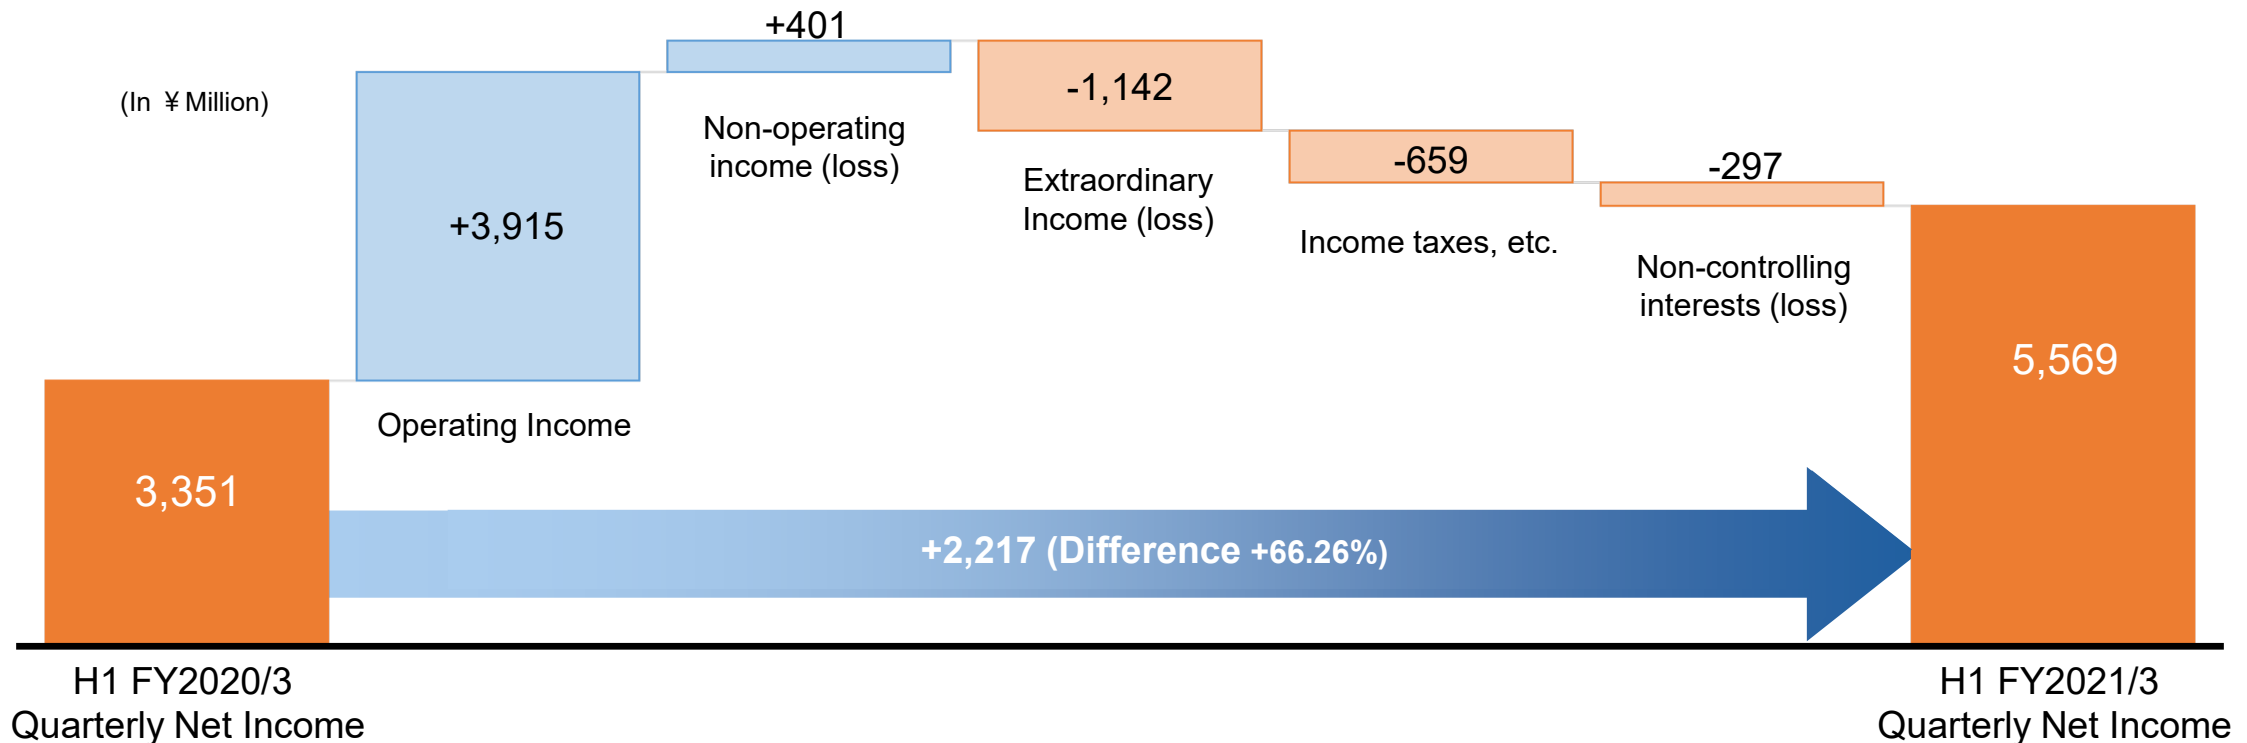 (In ¥ Million)
+401
+3,915
-1,142
-659
-297
Non-operating
income (loss)
Extraordinary
Income (loss)
Income taxes, etc.
Non-controlling
interests (loss)
Operating Income
3,351
5,569
+2,217 (Difference +66.26%)
H1 FY2020/3
Quarterly Net Income
H1 FY2021/3
Quarterly Net Income